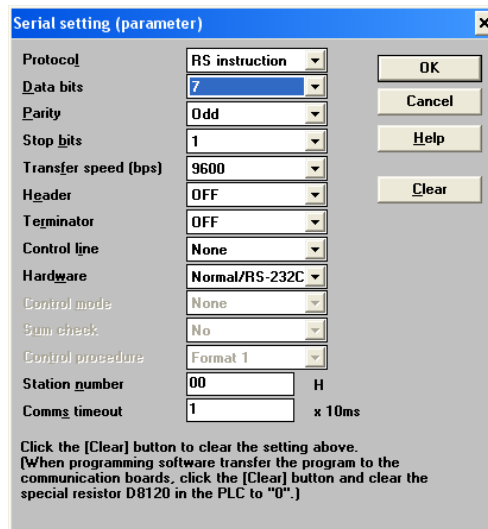 Serial setting (parameter)
Protocol RS instruction OK
Data bits 7
Cancel
Parity Odd
Stop bits 1 Help
Transfer speed (bps) 9600
Header OFF Clear
Terminator OFF
Control line None
Hardware Normal/RS-232C
Control mode None
Sum check No
Control procedure Format 1
Station number 00 H
Comms timeout 1 x 10ms
Click the [Clear] button to clear the setting above.
(When programming software transfer the program to the
communication boards, click the [Clear] button and clear the
special resistor D8120 in the PLC to "0".)